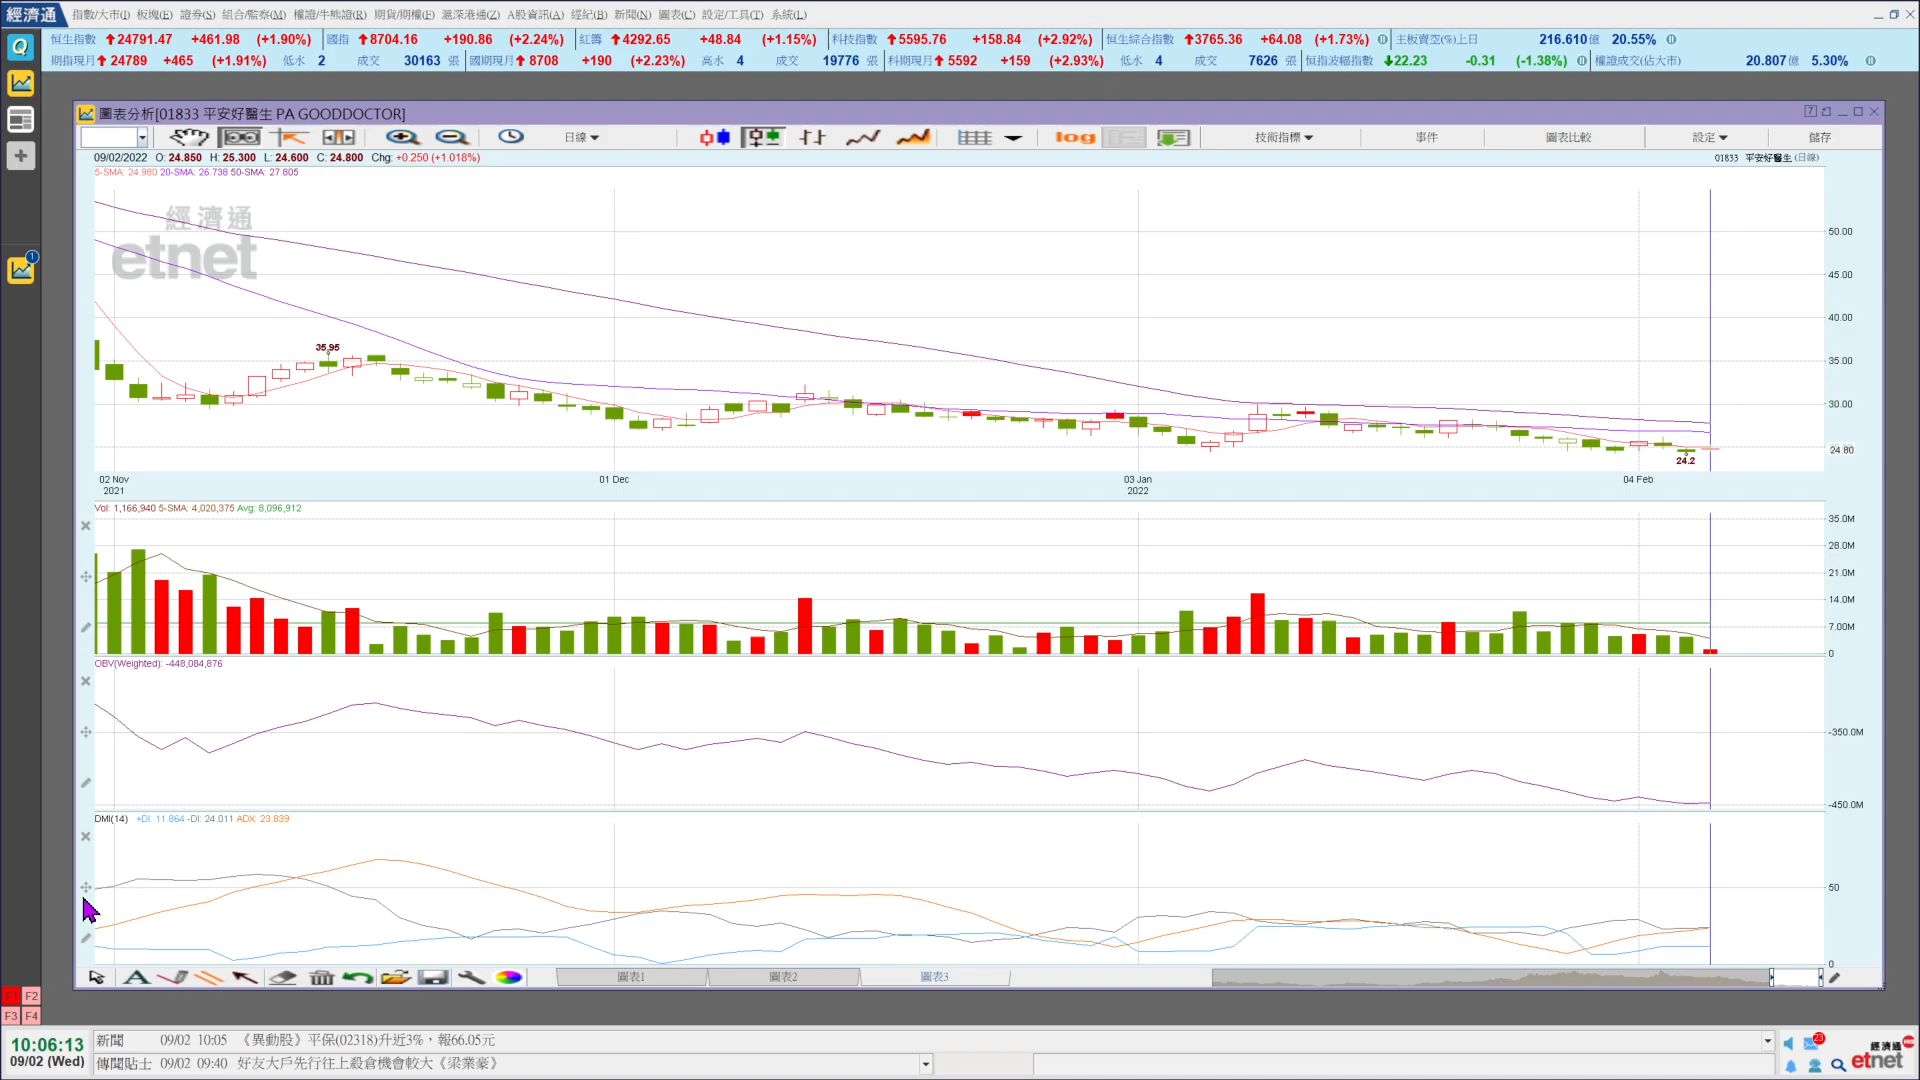 經濟通 指數/大市(I) 板塊(E) 證券(S) 組合/監察(M) 權證/牛熊證(R) 期貨/期權(F) 滬深港通(Z) A股資訊(A) 經紀(B) 新聞(N) 圖表(C) 設定/工具(T) 系統(L)
恒生指數 24791.47 +461.98 (+1.90%) 國指 8704.16 +190.86 (+2.24%) 紅籌 4292.65 +48.84 (+1.15%) 科技指數 5595.76 +158.84 (+2.92%) 恒生綜合指數 3765.36 +64.08 (+1.73%) 主板賣空(%)上日 216.610億 20.55%
期指現月 24789 +465 (+1.91%) 低水 2 成交 30163 張 國期現月 8708 +190 (+2.23%) 高水 4 成交 19776 張 科期現月 5592 +159 (+2.93%) 低水 4 成交 7626 張 恒指波幅指數 22.23 -0.31 (-1.38%) 權證成交(佔大市) 20.807億 5.30%
圖表分析[01833 平安好醫生 PA GOODDOCTOR]
日線 log 技術指標 事件 圖表比較 設定 儲存
09/02/2022 O: 24.850 H: 25.300 L: 24.600 C: 24.800 Chg: +0.250 (+1.018%) 01833 平安好醫生 (日線)
5-SMA: 24.980 20-SMA: 26.738 50-SMA: 27.805
經濟通
etnet
50.00
45.00
40.00
35.95
35.00
30.00
24.80
24.2
02 Nov 01 Dec 03 Jan 04 Feb
2021 2022
Vol: 1,166,940 5-SMA: 4,020,375 Avg: 8,096,912
35.0M
28.0M
21.0M
14.0M
7.00M
0
OBV(Weighted): -448,084,876
-350.0M
-450.0M
DMI(14) +DI: 11.864 -DI: 24.011 ADX: 23.839
50
0
圖表1 圖表2 圖表3
F1 F2
F3 F4
10:06:13 新聞 09/02 10:05 《異動股》平保(02318)升近3%，報66.05元
09/02 (Wed) 傳聞貼士 09/02 09:40 好友大戶先行往上殺倉機會較大《梁業豪》
23
經濟通
etnet